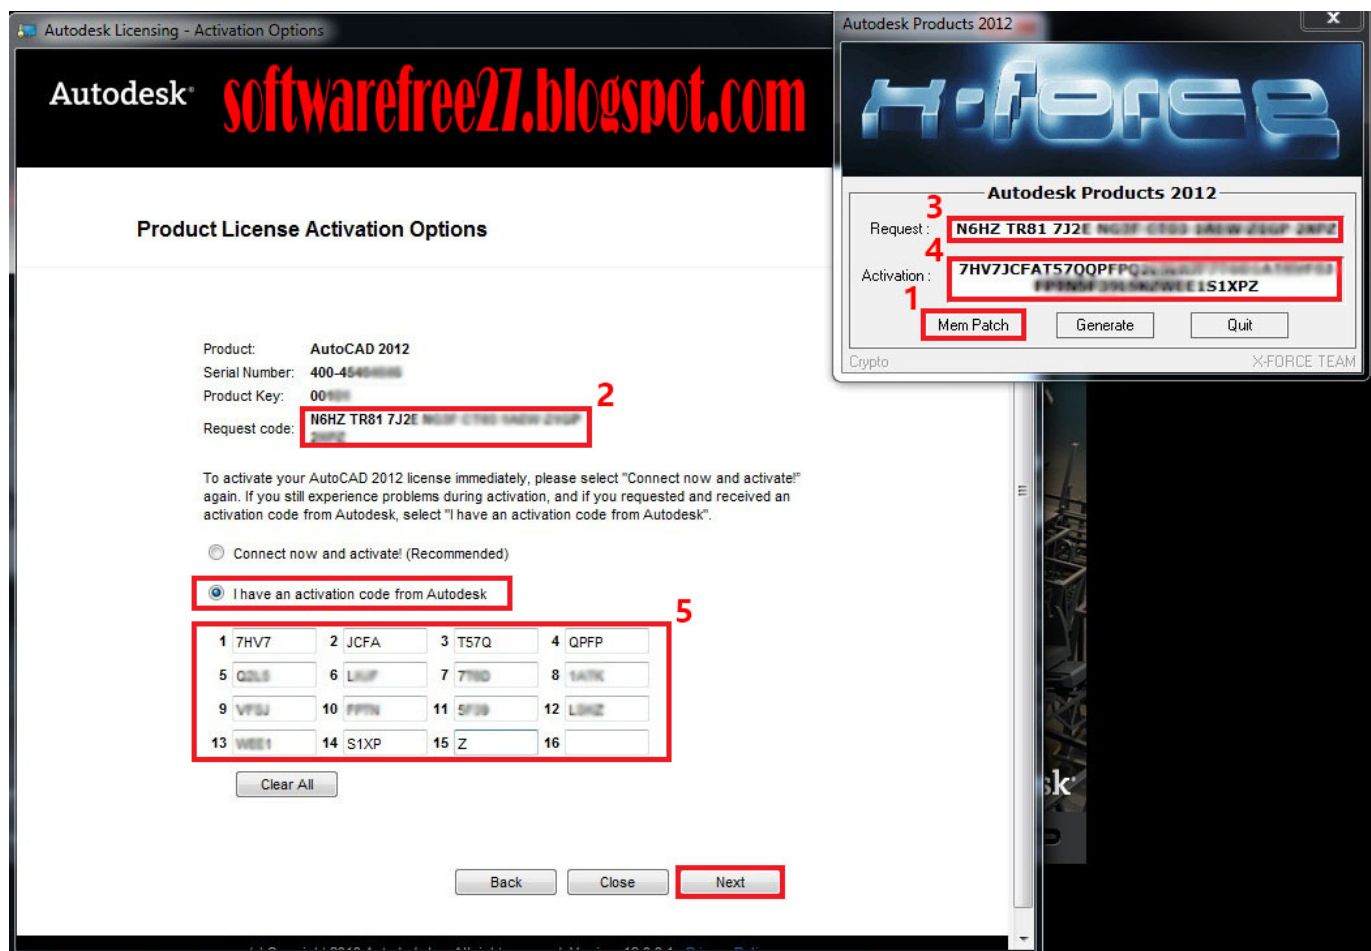 Autodesk Licensing - Activation Options
Autodesk
softwarefree27.blogspot.com
Product License Activation Options
Product: AutoCAD 2012
Serial Number: 400-45
Product Key: 00
2
Request code: N6HZ TR81 7J2E
To activate your AutoCAD 2012 license immediately, please select "Connect now and activate!"
again. If you still experience problems during activation, and if you requested and received an
activation code from Autodesk, select "I have an activation code from Autodesk".
Connect now and activate! (Recommended)
I have an activation code from Autodesk
5
1 7HV7 2 JCFA 3 T57Q 4 QPFP
5 6 7 8
9 10 11 12
13 14 S1XP 15 Z 16
Clear All
Back Close Next
Autodesk Products 2012
X
X-FORCE
Autodesk Products 2012
3
Request : N6HZ TR81 7J2E
4
Activation : 7HV7JCFAT57QQPFPQ
S1XPZ
1
Mem Patch Generate Quit
Crypto X-FORCE TEAM
sk